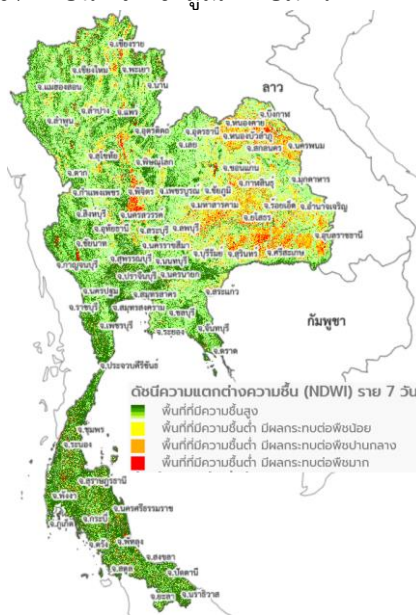 จ.เชียงราย
จ.เชียงใหม่
จ.พะเยา
จ.แม่ฮ่องสอน
จ.น่าน
ลาว
จ.ลำปาง
จ.แพร่
จ.บึงกาฬ
จ.ลำพูน
จ.อุตรดิตถ์
จ.อุดรธานี
จ.หนองคาย
จ.เลย
จ.หนองบัวลำภู
จ.สุโขทัย
จ.สกลนคร
จ.นครพนม
จ.พิษณุโลก
จ.ตาก
จ.ขอนแก่น
จ.มุกดาหาร
จ.กำแพงเพชร
จ.พิจิตร
จ.เพชรบูรณ์
จ.ชัยภูมิ
จ.กาฬสินธุ์
จ.สิงห์บุรี
จ.นครสวรรค์
จ.มหาสารคาม
จ.ร้อยเอ็ด
จ.อำนาจเจริญ
จ.ยโสธร
จ.อุทัยธานี
จ.สระบุรี
จ.ลพบุรี
จ.อุบลราชธานี
จ.ชัยนาท
จ.นครราชสีมา
จ.บุรีรัมย์
จ.สุรินทร์
จ.ศรีสะเกษ
จ.กาญจนบุรี
จ.สุพรรณบุรี
จ.นนทบุรี
จ.ปราจีนบุรี
จ.นครนายก
จ.นครปฐม
จ.สมุทรสาคร
จ.สระแก้ว
จ.ราชบุรี
จ.สมุทรสงคราม
จ.ชลบุรี
กัมพูชา
จ.เพชรบุรี
จ.ระยอง
จ.จันทบุรี
จ.ตราด
จ.ประจวบคีรีขันธ์
ดัชนีความแตกต่างความชื้น (NDWI) ราย 7 วัน
พื้นที่ที่มีความชื้นสูง
พื้นที่ที่มีความชื้นต่ำ มีผลกระทบต่อพืชน้อย
พื้นที่ที่มีความชื้นต่ำ มีผลกระทบต่อพืชปานกลาง
พื้นที่ที่มีความชื้นต่ำ มีผลกระทบต่อพืชมาก
จ.ชุมพร
จ.ระนอง
จ.สุราษฎร์ธานี
จ.พังงา
จ.นครศรีธรรมราช
จ.ภูเก็ต
จ.กระบี่
จ.ตรัง
จ.พัทลุง
จ.สงขลา
จ.สตูล
จ.ปัตตานี
จ.ยะลา
จ.นราธิวาส